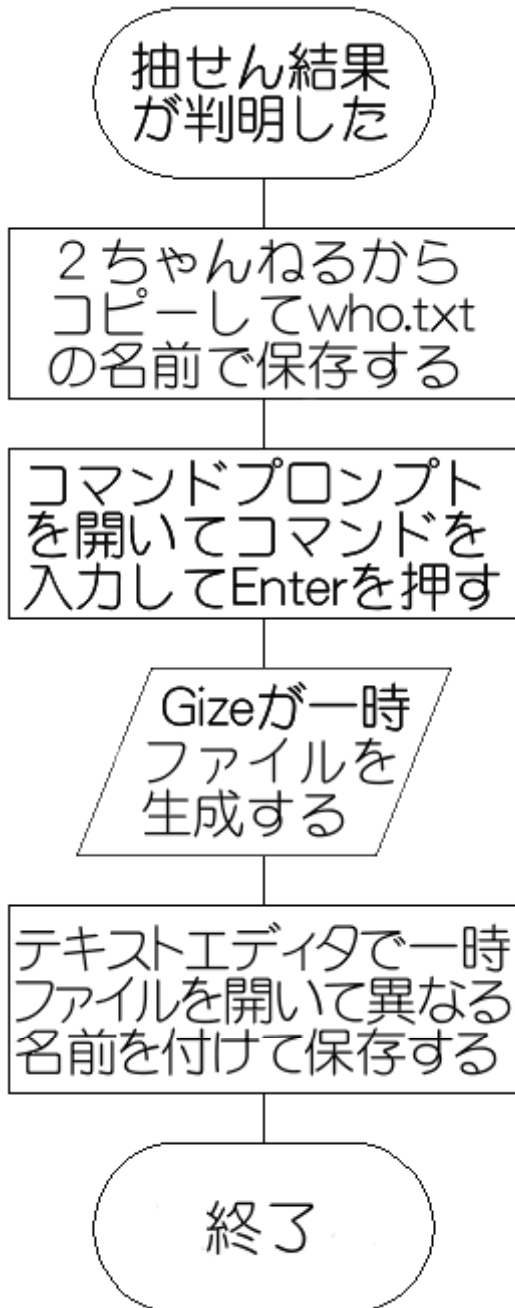 抽せん結果
が判明した
２ちゃんねるから
コピーしてwho.txt
の名前で保存する
コマンドプロンプト
を開いてコマンドを
入力してEnterを押す
Gizeが一時
ファイルを
生成する
テキストエディタで一時
ファイルを開いて異なる
名前を付けて保存する
終了